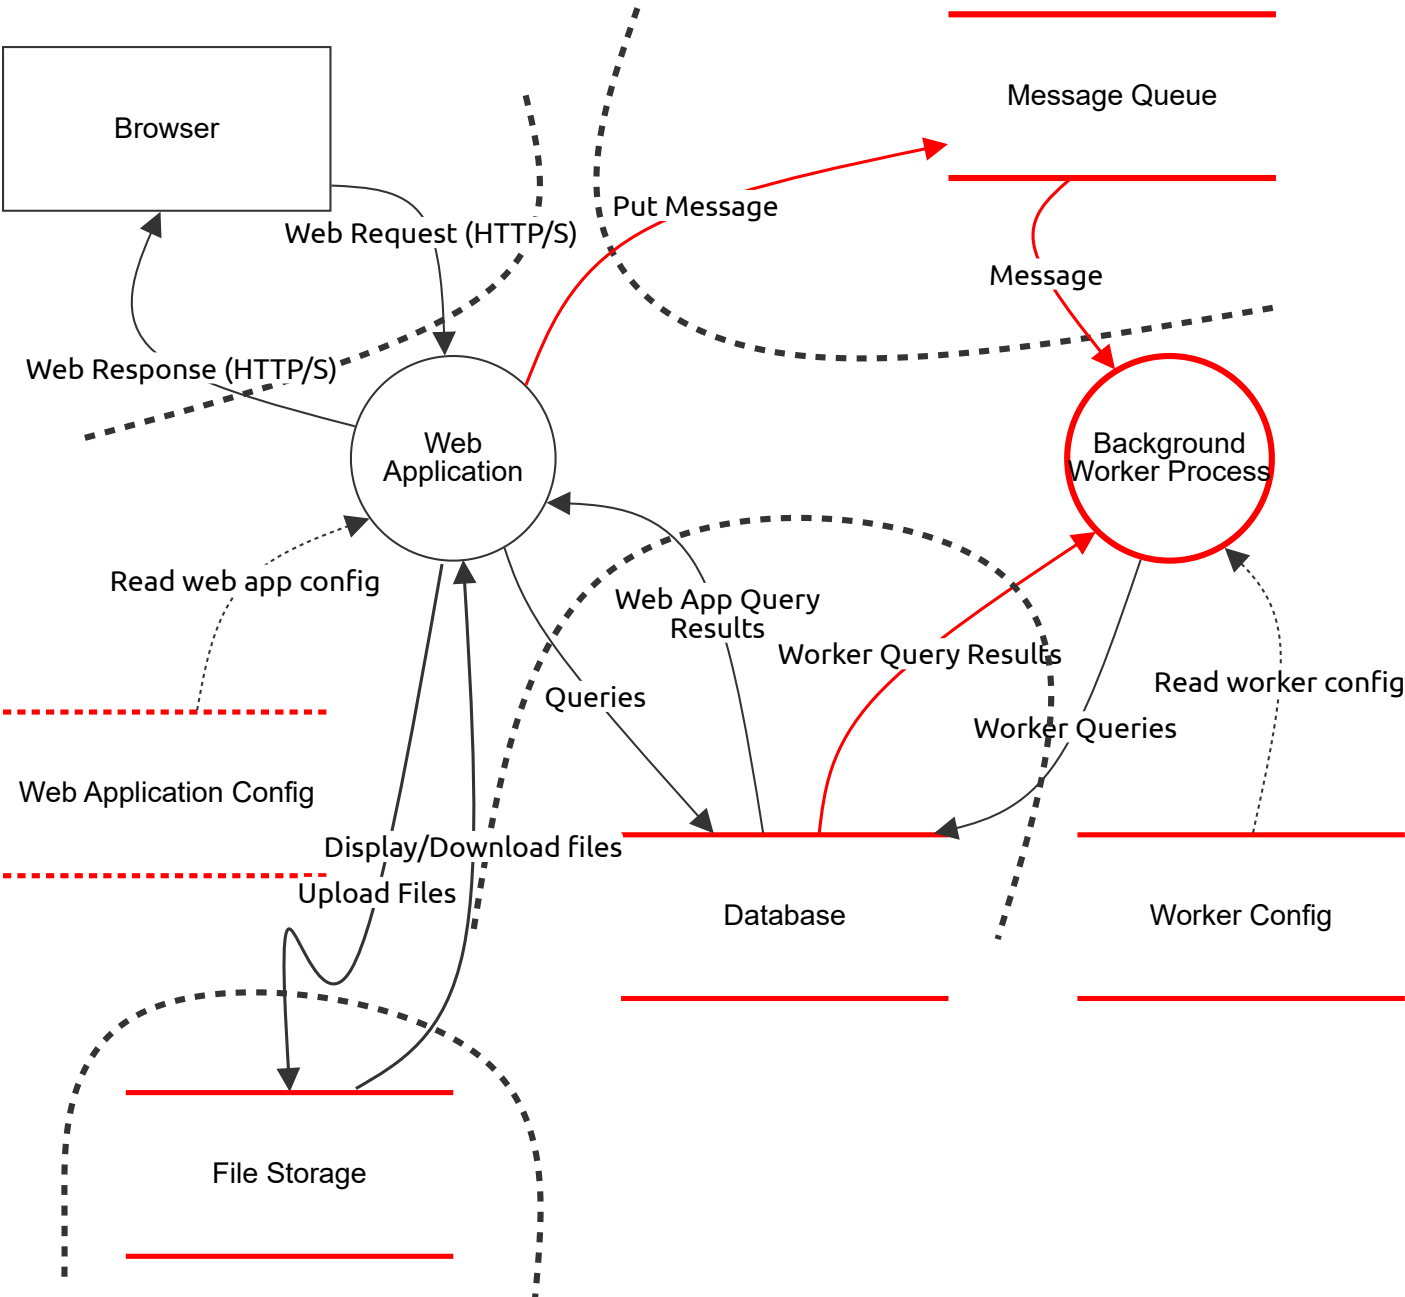 Message Queue
Browser
Put Message
Web Request (HTTP/S)
Message
Web Response (HTTP/S)
Web
Application
Background
Worker Process
Read web app config
Web App Query
Results
Worker Query Results
Read worker config
Queries
Worker Queries
Web Application Config
Display/Download files
Upload Files
Database
Worker Config
File Storage